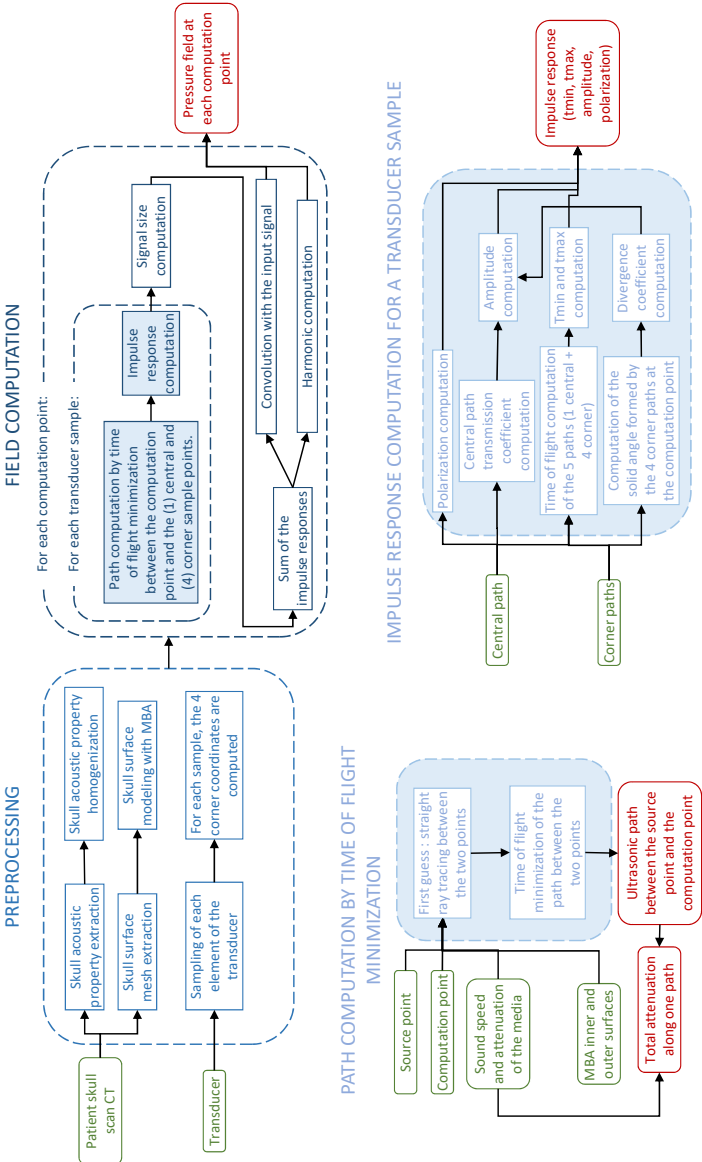 PREPROCESSING
Patient skull
scan CT
Transducer
Skull acoustic
property extraction
Skull surface
mesh extraction
Sampling of each
element of the
transducer
Skull acoustic property
homogenization
Skull surface
modeling with MBA
For each sample, the 4
corner coordinates are
computed
FIELD COMPUTATION
For each computation point:
For each transducer sample:
Path computation by time
of flight minimization
between the computation
point and the (1) central and
(4) corner sample points.
Impulse
response
computation
Signal size
computation
Sum of the
impulse responses
Convolution with the input signal
Harmonic computation
Pressure field at
each computation
point
PATH COMPUTATION BY TIME OF FLIGHT
MINIMIZATION
Source point
Computation point
Sound speed
and attenuation
of the media
MBA inner and
outer surfaces
First guess : straight
ray tracing between
the two points
Time of flight
minimization of the
path between the
two points
Ultrasonic path
between the source
point and the
computation point
Total attenuation
along one path
IMPULSE RESPONSE COMPUTATION FOR A TRANSDUCER SAMPLE
Central path
Corner paths
Polarization computation
Central path
transmission
coefficient
computation
Time of flight computation
of the 5 paths (1 central +
4 corner)
Computation of the
solid angle formed by
the 4 corner paths at
the computation point
Amplitude
computation
Tmin and tmax
computation
Divergence
coefficient
computation
Impulse response
(tmin, tmax,
amplitude,
polarization)